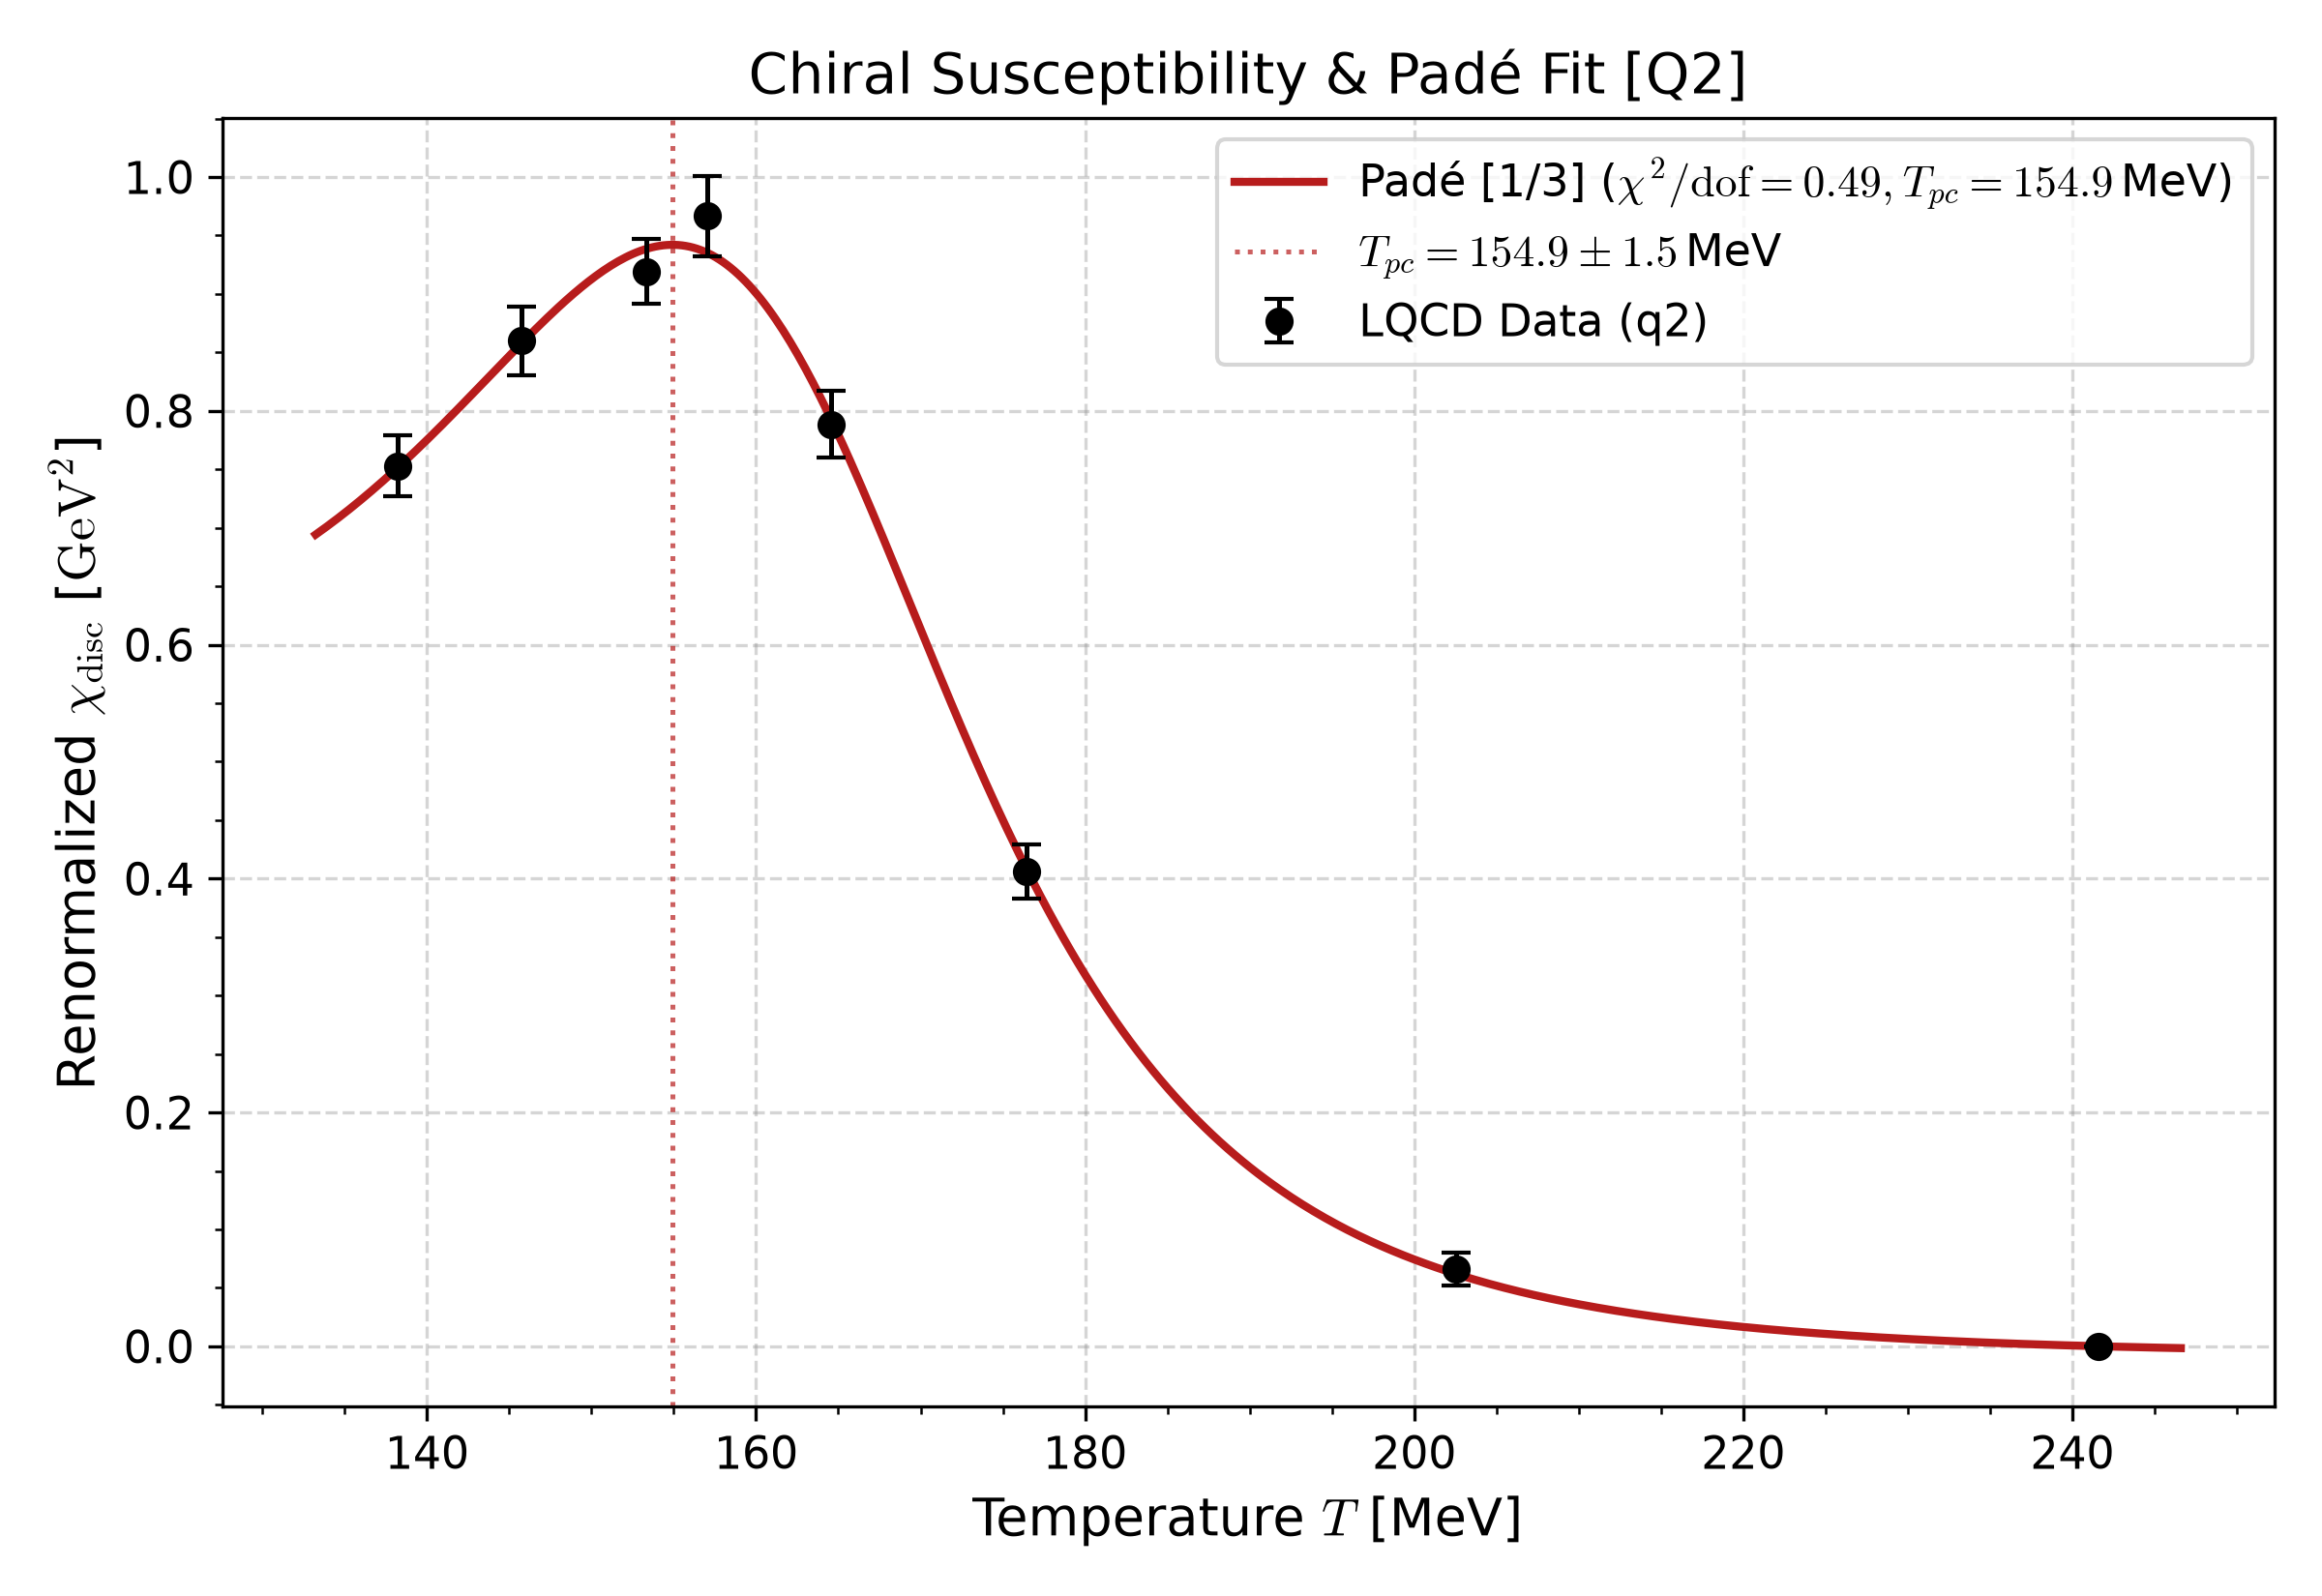 Chiral Susceptibility & Padé Fit [Q2]
Padé [1/3] (χ²/dof = 0.49, T_pc = 154.9 MeV)
T_pc = 154.9 ± 1.5 MeV
LQCD Data (q2)
Renormalized χ_disc [GeV²]
1.0
0.8
0.6
0.4
0.2
0.0
140 160 180 200 220 240
Temperature T [MeV]